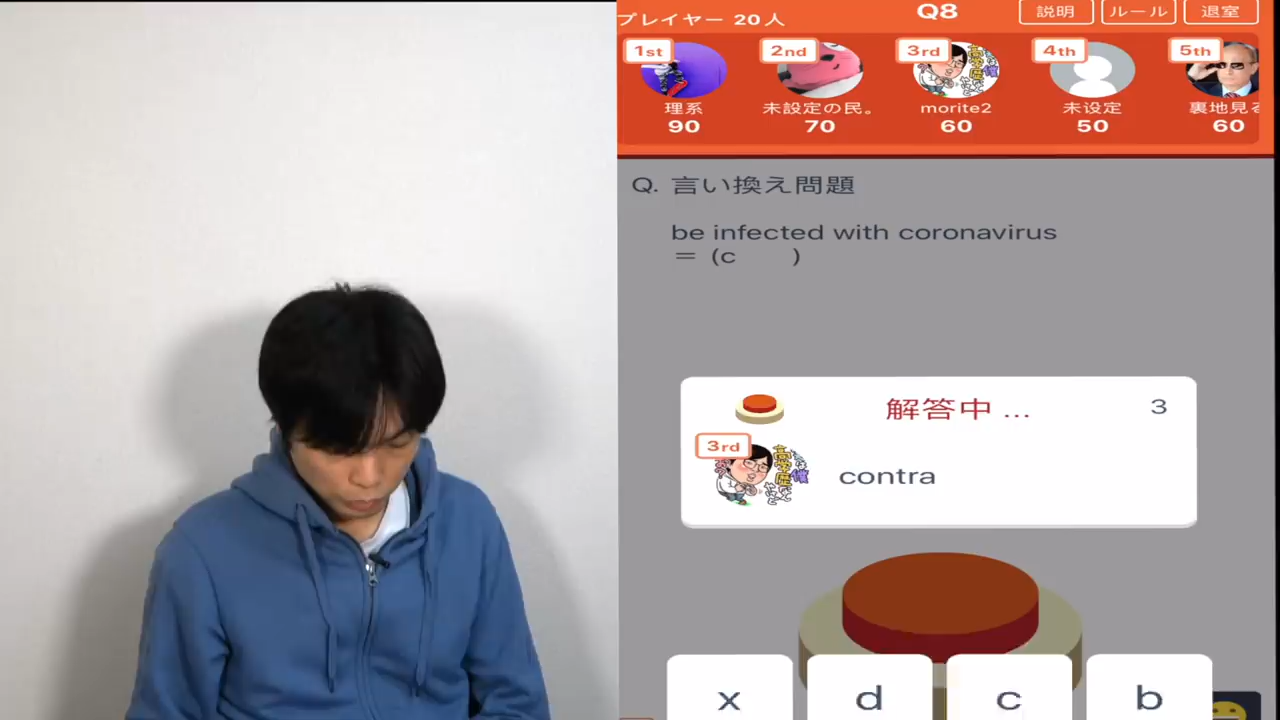 プレイヤー 20人
Q8
説明
ルール
退室
1st
2nd
3rd
4th
5th
理系
未設定の民。
morite2
未设定
裏地見る
90
70
60
50
60
Q. 言い換え問題
be infected with coronavirus
＝ (c      )
解答中 ...
3
3rd
contra
x
d
c
b